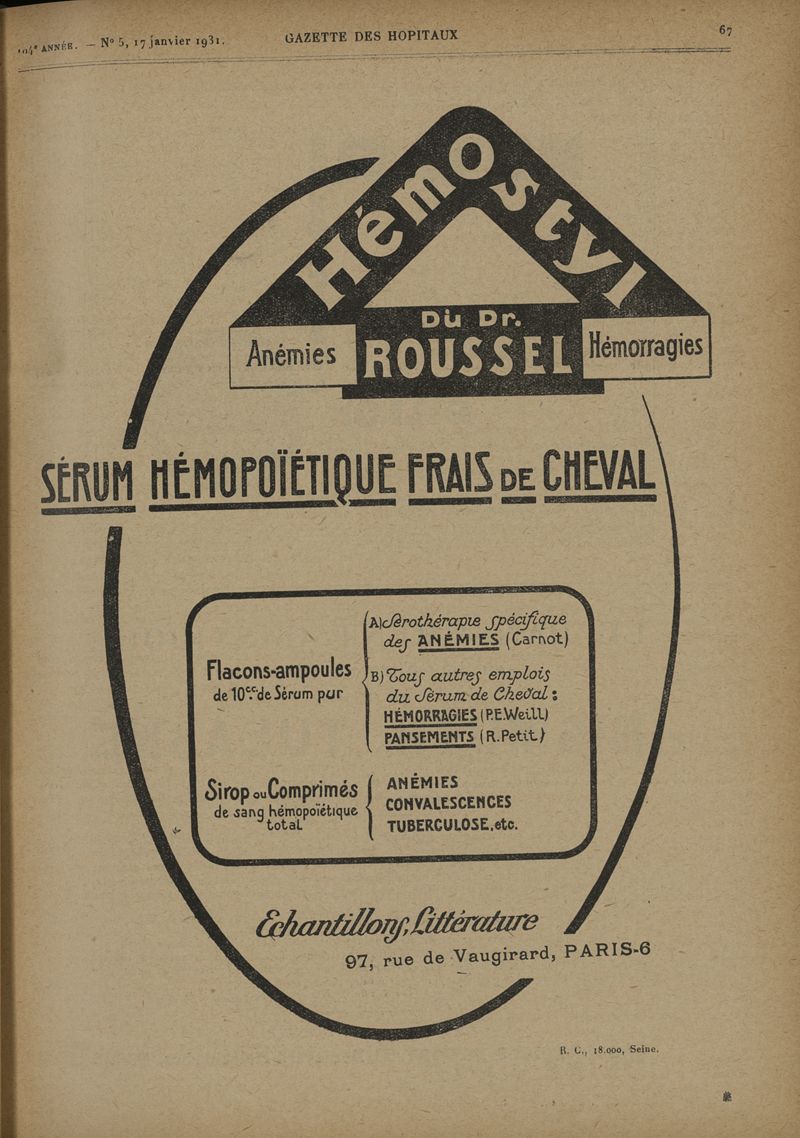 104e ANNÉE. — No 5, 17 janvier 1931.
GAZETTE DES HOPITAUX
67
Hémostyl
Du Dr.
ROUSSEL
Anémies
Hémorragies
SÉRUM HÉMOPOÏÉTIQUE FRAIS DE CHEVAL
Flacons-ampoules
de 10cc. de Sérum pur
A) Sérothérapie spécifique
des ANÉMIES (Carnot)
B) Tous autres emplois
du Sérum de Cheval :
HÉMORRAGIES (P.E.Weill)
PANSEMENTS (R.Petit)
Sirop ou Comprimés
de sang hémopoïétique
total
ANÉMIES
CONVALESCENCES
TUBERCULOSE, etc.
Echantillons, Littérature
97, rue de Vaugirard, PARIS-6
R. C., 18.000, Seine.